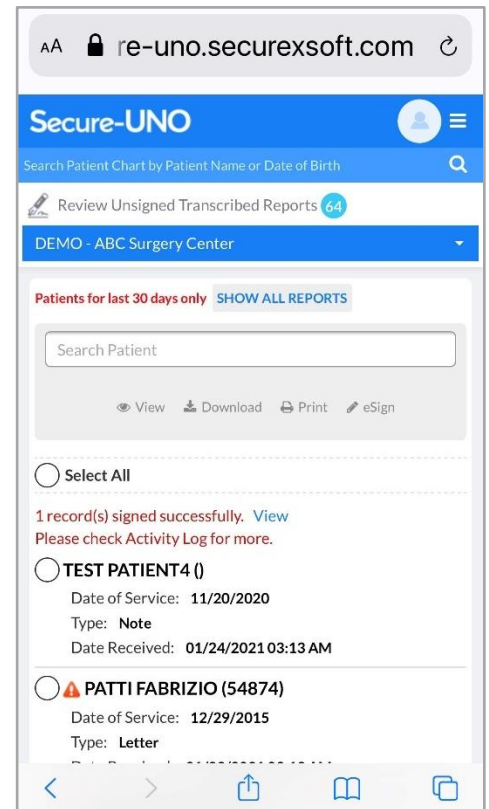 AA re-uno.securexsoft.com
Secure-UNO
Search Patient Chart by Patient Name or Date of Birth
Review Unsigned Transcribed Reports 64
DEMO - ABC Surgery Center
Patients for last 30 days only SHOW ALL REPORTS
Search Patient
View Download Print eSign
Select All
1 record(s) signed successfully. View
Please check Activity Log for more.
TEST PATIENT4 ()
Date of Service: 11/20/2020
Type: Note
Date Received: 01/24/2021 03:13 AM
PATTI FABRIZIO (54874)
Date of Service: 12/29/2015
Type: Letter